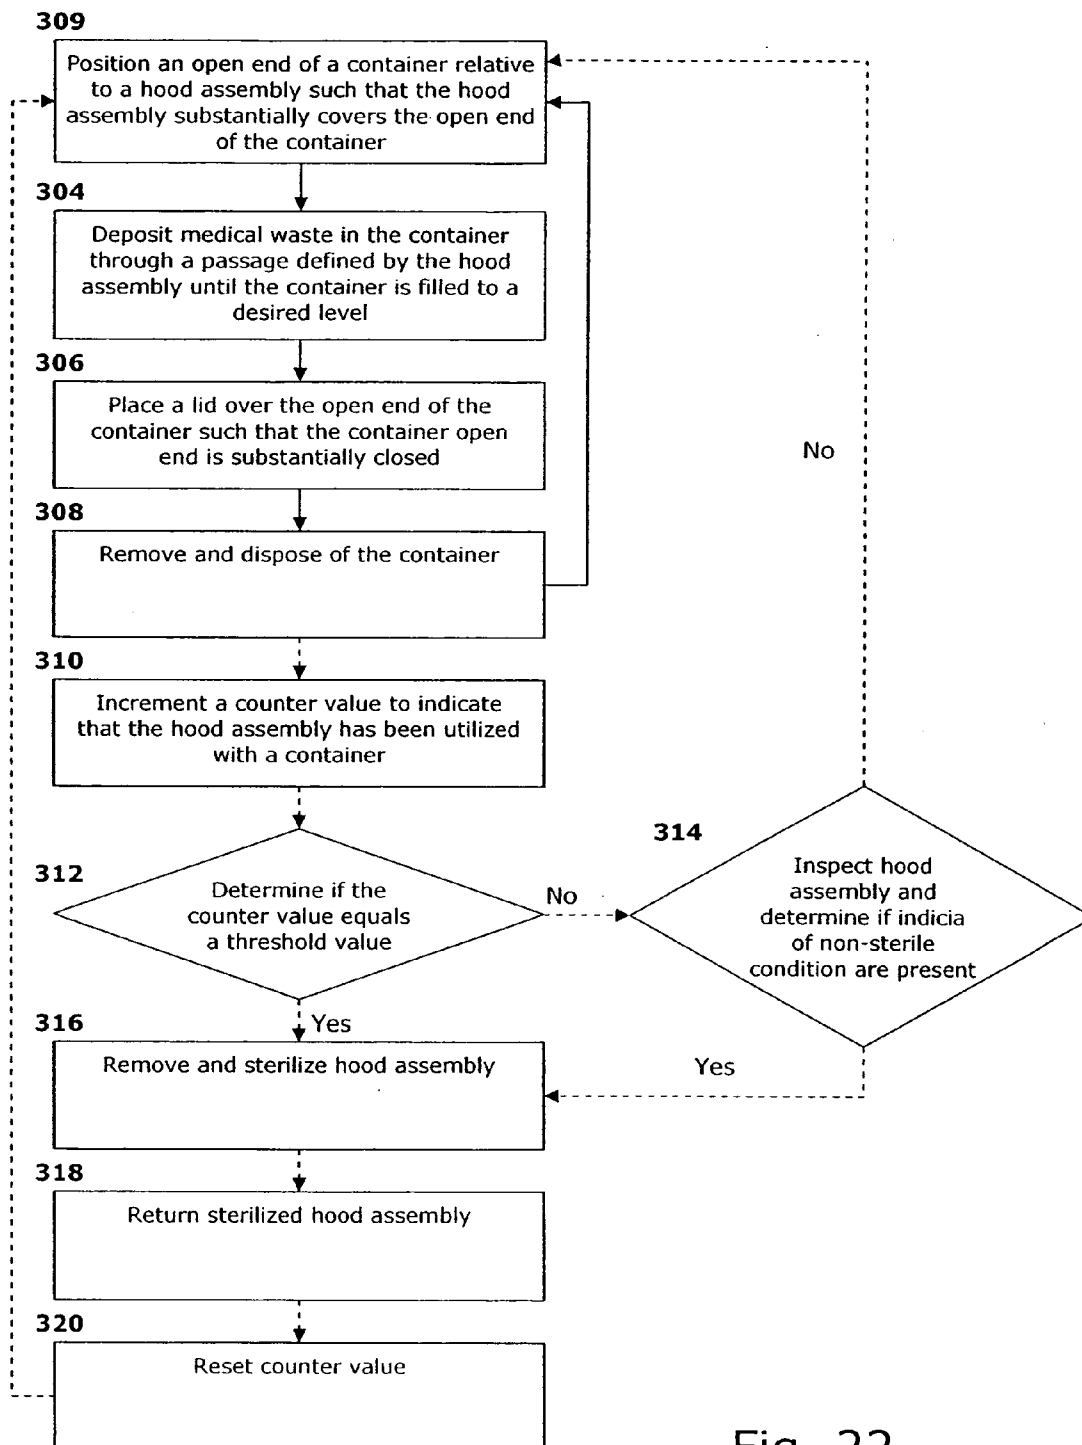 309
Position an open end of a container relative
to a hood assembly such that the hood
assembly substantially covers the open end
of the container
304
Deposit medical waste in the container
through a passage defined by the hood
assembly until the container is filled to a
desired level
306
Place a lid over the open end of the
container such that the container open
end is substantially closed
No
308
Remove and dispose of the container
310
Increment a counter value to indicate
that the hood assembly has been utilized
with a container
312
Determine if the
counter value equals
a threshold value
No
314
Inspect hood
assembly and
determine if indicia
of non-sterile
condition are present
Yes
316
Remove and sterilize hood assembly
Yes
318
Return sterilized hood assembly
320
Reset counter value
Fig. 22